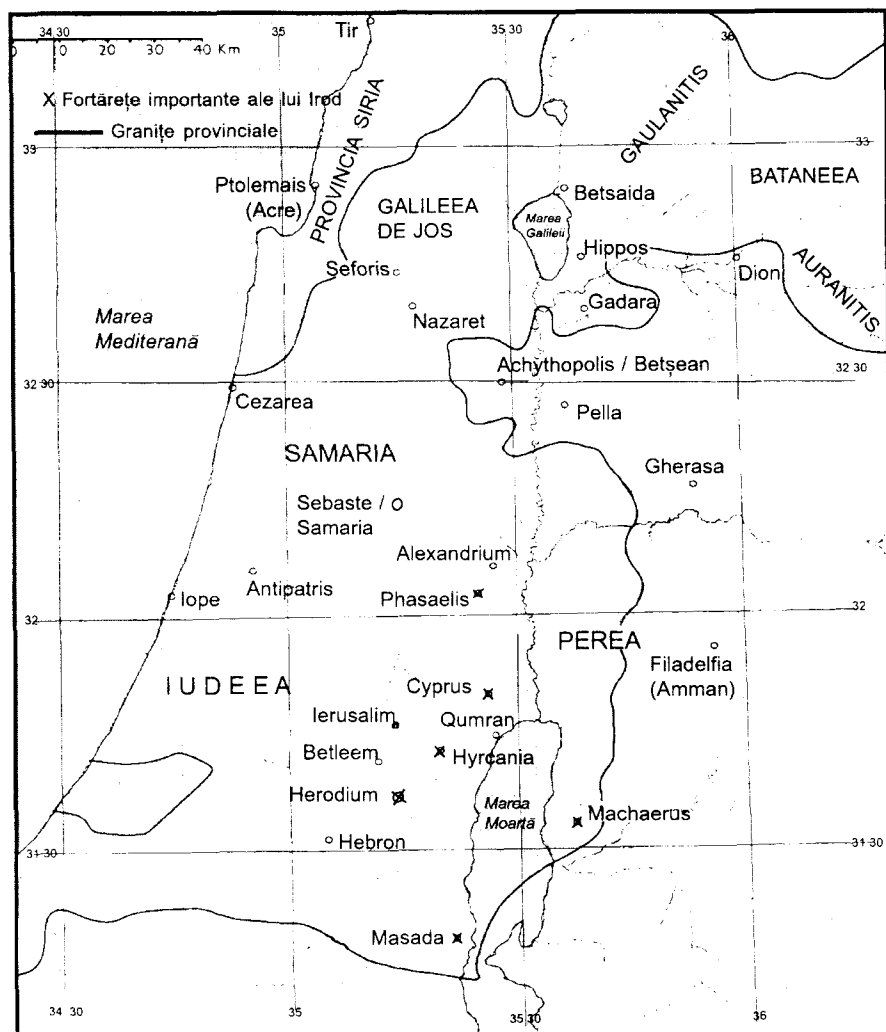 34 30
35
35 30
36
0 10 20 40 Km
Tir
X Fortărețe importante ale lui Irod
Granițe provinciale
GAULANITIS
33
33
PROVINCIA SIRIA
BATANEEA
Ptolemais
(Acre)
Betsaida
GALILEEA
DE JOS
Marea
Galileii
Hippos
AURANITIS
Seforis
Dion
Gadara
Marea
Mediterană
Nazaret
Achythopolis / Betșean
32 30
32 30
Cezarea
Pella
SAMARIA
Gherasa
Sebaste /
Samaria
Alexandrium
Antipatris
Phasaelis
Iope
32
32
PEREA
Filadelfia
(Amman)
IUDEEA
Cyprus
Ierusalim
Qumran
Betleem
Hyrcania
Herodium
Marea
Moartă
Machaerus
Hebron
31 30
31 30
Masada
34 30
35
35 30
36